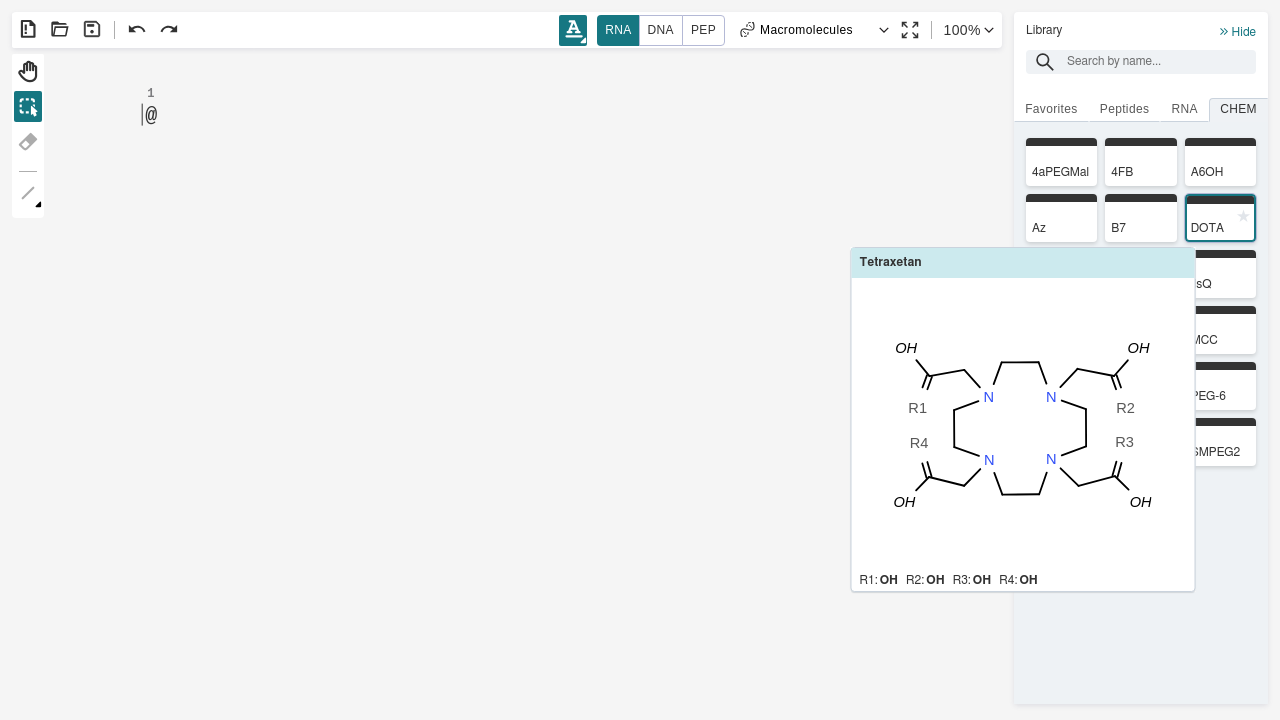 RNA DNA PEP Macromolecules 100%
Library
Hide
Search by name...
Favorites Peptides RNA CHEM
1
@
4aPEGMal 4FB A6OH
Az B7 DOTA
sQ
MCC
PEG-6
SMPEG2
Tetraxetan
OH OH
N N
R1 R2
R4 R3
N N
OH OH
R1: OH R2: OH R3: OH R4: OH